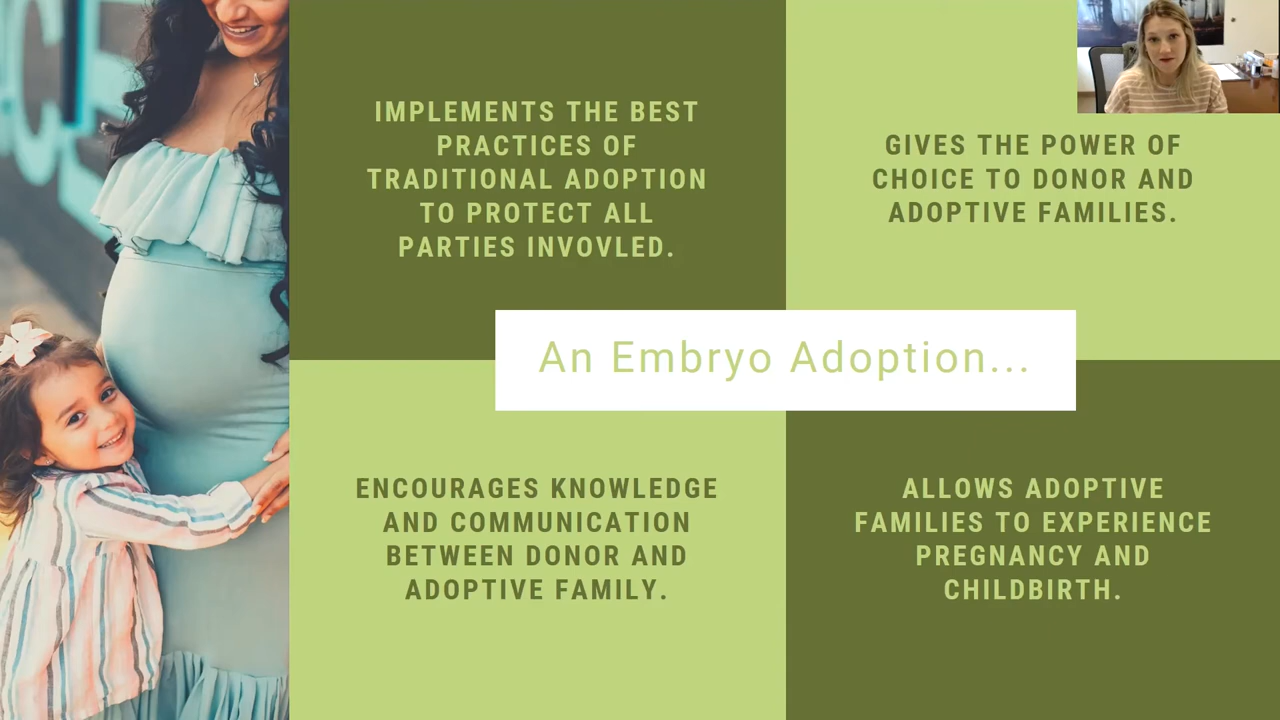 IMPLEMENTS THE BEST
PRACTICES OF
TRADITIONAL ADOPTION
TO PROTECT ALL
PARTIES INVOVLED.
GIVES THE POWER OF
CHOICE TO DONOR AND
ADOPTIVE FAMILIES.
An Embryo Adoption...
ENCOURAGES KNOWLEDGE
AND COMMUNICATION
BETWEEN DONOR AND
ADOPTIVE FAMILY.
ALLOWS ADOPTIVE
FAMILIES TO EXPERIENCE
PREGNANCY AND
CHILDBIRTH.